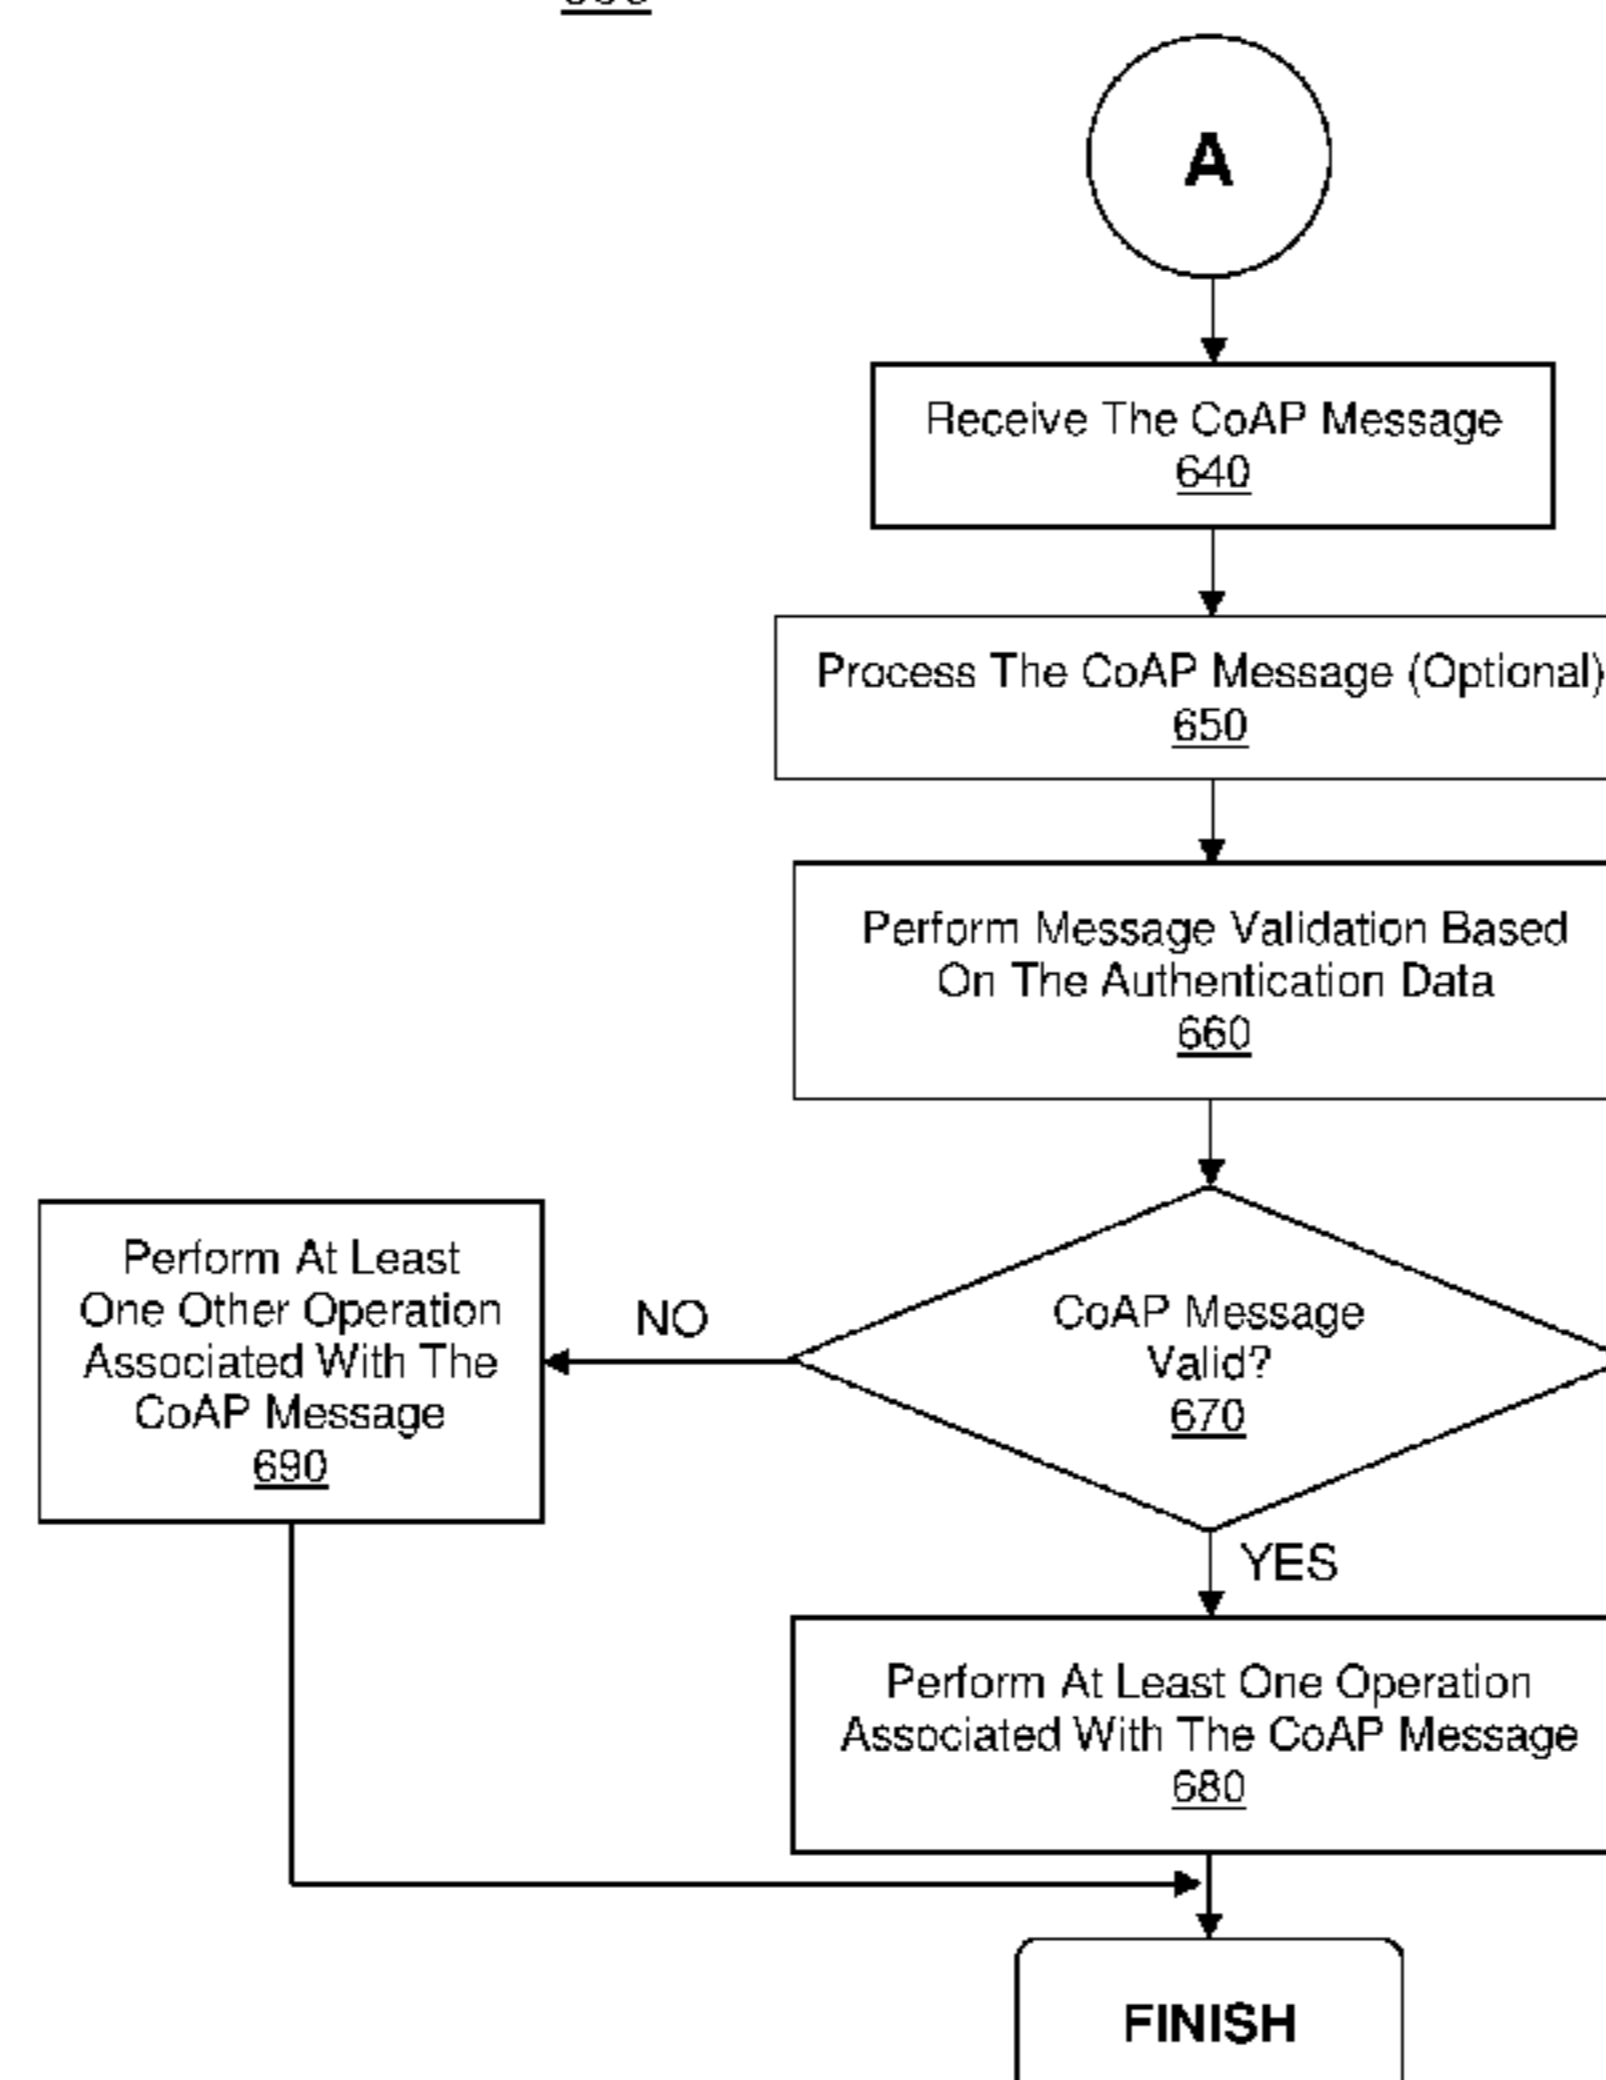 A
Receive The CoAP Message
640
Process The CoAP Message (Optional)
650
Perform Message Validation Based
On The Authentication Data
660
CoAP Message
Valid?
670
NO
Perform At Least
One Other Operation
Associated With The
CoAP Message
690
YES
Perform At Least One Operation
Associated With The CoAP Message
680
FINISH